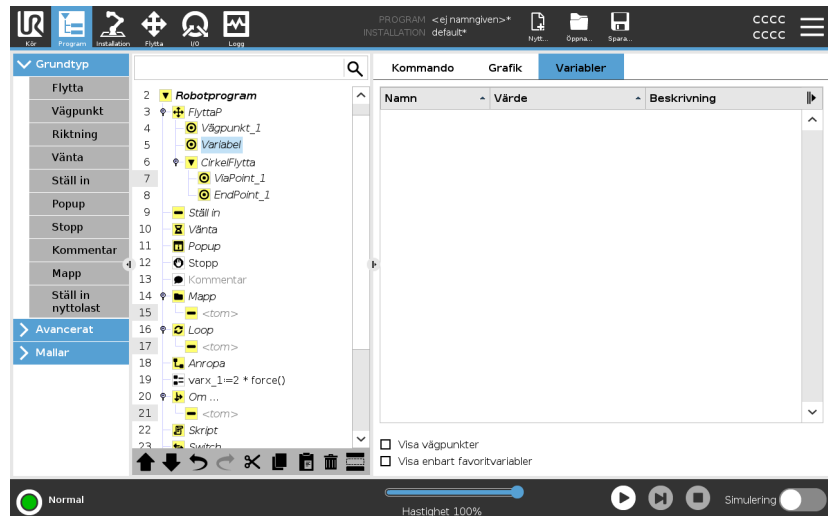 PROGRAM <ej namngiven>*
INSTALLATION default*
UR
Kör
Program
Installation
Flytta
I/O
Logg
Nytt...
Öppna...
Spara...
cccc
cccc
Grundtyp
Flytta
Vägpunkt
Riktning
Vänta
Ställ in
Popup
Stopp
Kommentar
Mapp
Ställ in
nyttolast
Avancerat
Mallar
2 Robotprogram
3 FlyttaP
4 Vägpunkt_1
5 Variabel
6 CirkelFlytta
7 ViaPoint_1
8 EndPoint_1
9 Ställ in
10 Vänta
11 Popup
12 Stopp
13 Kommentar
14 Mapp
15 <tom>
16 Loop
17 <tom>
18 Anropa
19 varx_1:=2 * force()
20 Om ...
21 <tom>
22 Skript
23 Switch
Kommando Grafik Variabler
Namn Värde Beskrivning
Visa vägpunkter
Visa enbart favoritvariabler
Normal
Hastighet 100%
Simulering